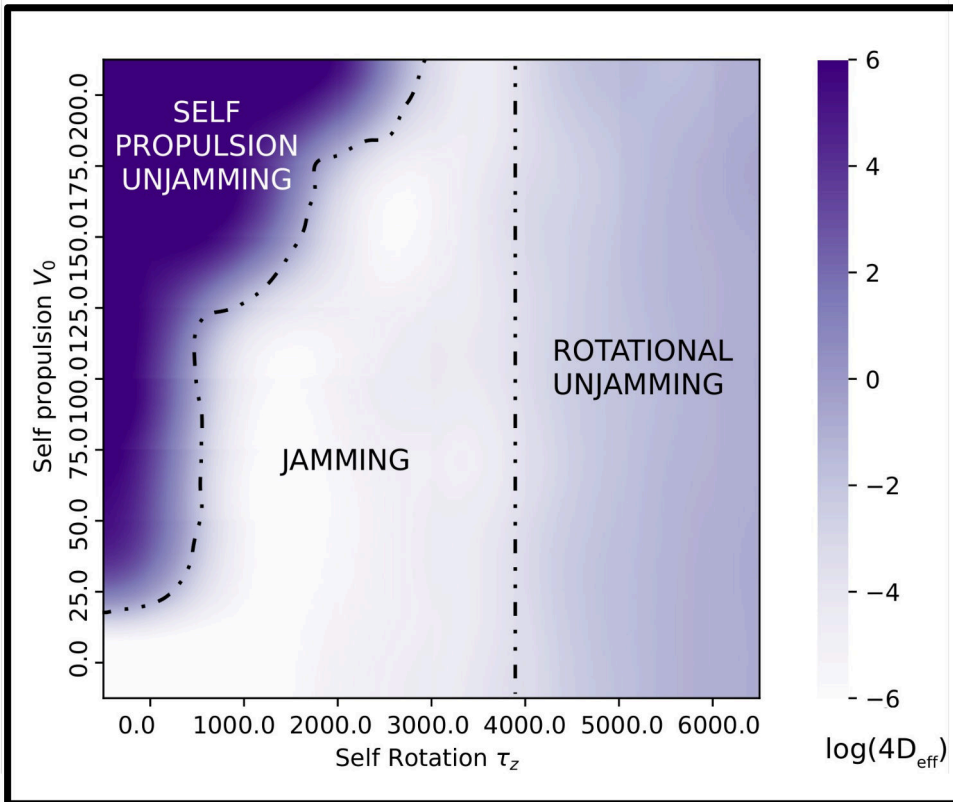 SELF
PROPULSION
UNJAMMING
JAMMING
ROTATIONAL
UNJAMMING
Self propulsion V₀
0.0
25.0
50.0
75.0
100.0
125.0
150.0
175.0
200.0
0.0 1000.0 2000.0 3000.0 4000.0 5000.0 6000.0
Self Rotation τ_z
6
4
2
0
−2
−4
−6
log(4D_eff)